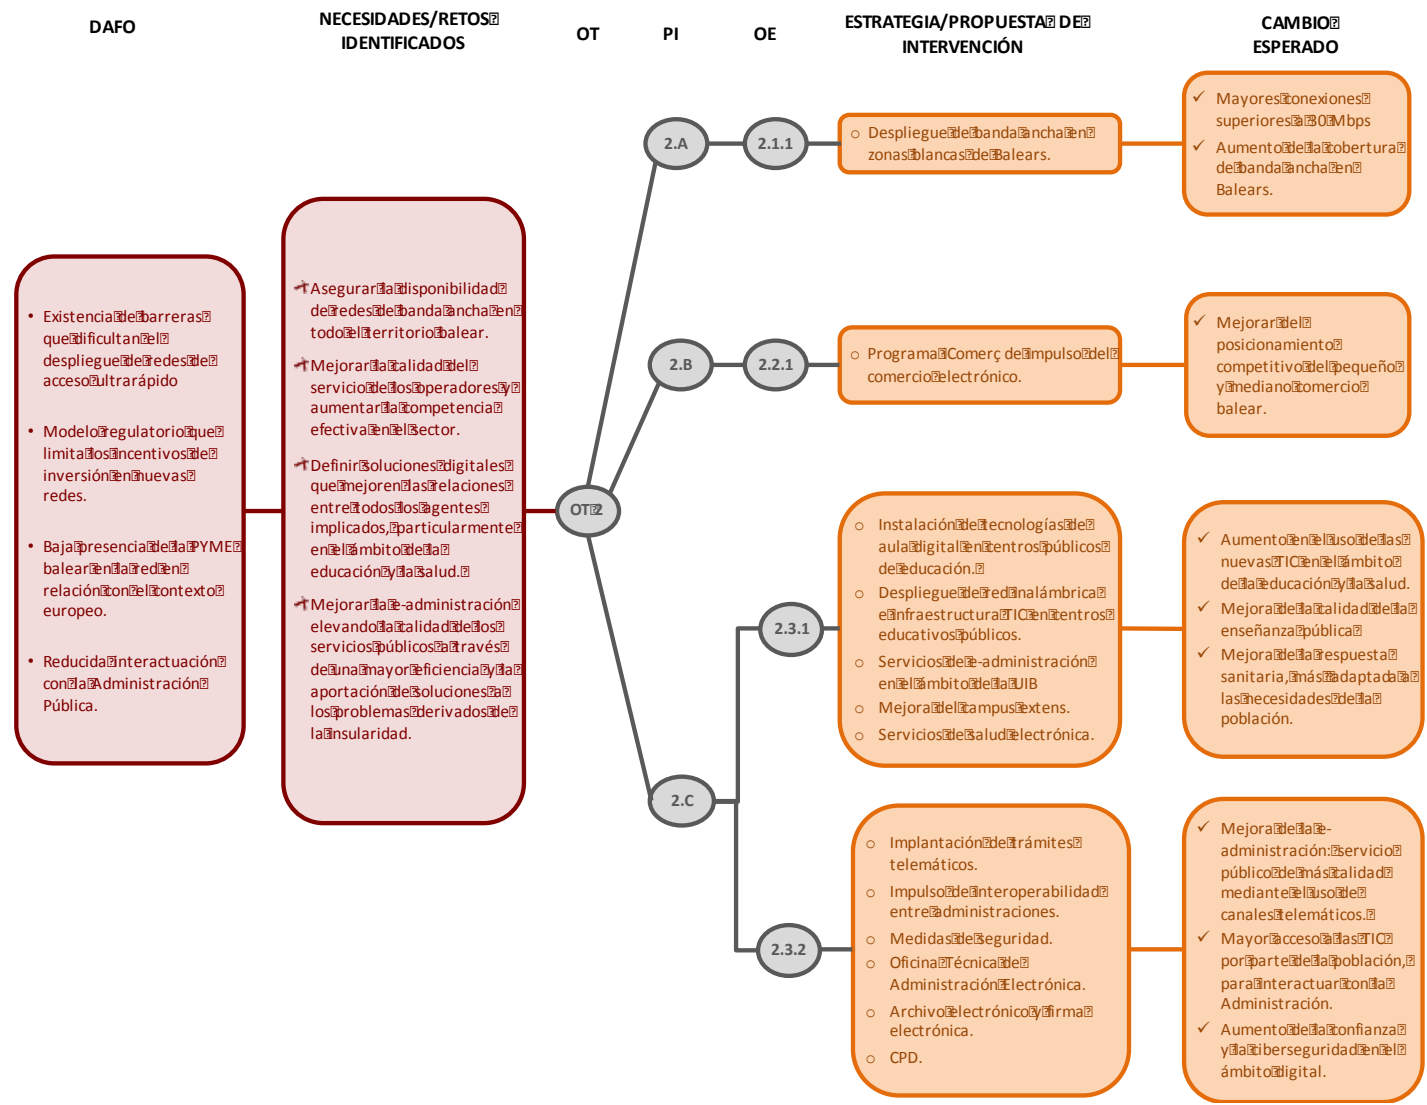 DAFO
NECESIDADES/RETOS
IDENTIFICADOS
OT
PI
OE
ESTRATEGIA/PROPUESTA DE
INTERVENCIÓN
CAMBIO
ESPERADO
• Existencia de barreras
que dificultan el
despliegue de redes de
acceso ultrarápido
• Modelo regulatorio que
limita los incentivos de
inversión en nuevas
redes.
• Baja presencia de la PYME
balear en la red en
relación con el contexto
europeo.
• Reducida interactuación
con la Administración
Pública.
Asegurar la disponibilidad
de redes de banda ancha en
todo el territorio balear.
Mejorar la calidad del
servicio de los operadores y
aumentar la competencia
efectiva en el sector.
Definir soluciones digitales
que mejoren las relaciones
entre todos los agentes
implicados, particularmente
en el ámbito de la
educación y la salud.
Mejorar la e-administración
elevando la calidad de los
servicios públicos a través
de una mayor eficiencia y la
aportación de soluciones a
los problemas derivados de
la insularidad.
OT 2
2.A
2.1.1
o Despliegue de banda ancha en
zonas blancas de Balears.
✓ Mayores conexiones
superiores a 30 Mbps
✓ Aumento de la cobertura
de banda ancha en
Balears.
2.B
2.2.1
o Programa Comerç de impulso del
comercio electrónico.
✓ Mejorar del
posicionamiento
competitivo del pequeño
y mediano comercio
balear.
2.C
2.3.1
o Instalación de tecnologías de
aula digital en centros públicos
de educación.
o Despliegue de red inalámbrica
e infraestructura TIC en centros
educativos públicos.
o Servicios de e-administración
en el ámbito de la UIB
o Mejora del campus extens.
o Servicios de salud electrónica.
✓ Aumento en el uso de las
nuevas TIC en el ámbito
de la educación y la salud.
✓ Mejora de la calidad de la
enseñanza pública
✓ Mejora de la respuesta
sanitaria, más adaptada a
las necesidades de la
población.
2.3.2
o Implantación de trámites
telemáticos.
o Impulso de interoperabilidad
entre administraciones.
o Medidas de seguridad.
o Oficina Técnica de
Administración Electrónica.
o Archivo electrónico y firma
electrónica.
o CPD.
✓ Mejora de la e-
administración: servicio
público de más calidad
mediante el uso de
canales telemáticos.
✓ Mayor acceso a las TIC
por parte de la población,
para interactuar con la
Administración.
✓ Aumento de la confianza
y la ciberseguridad en el
ámbito digital.